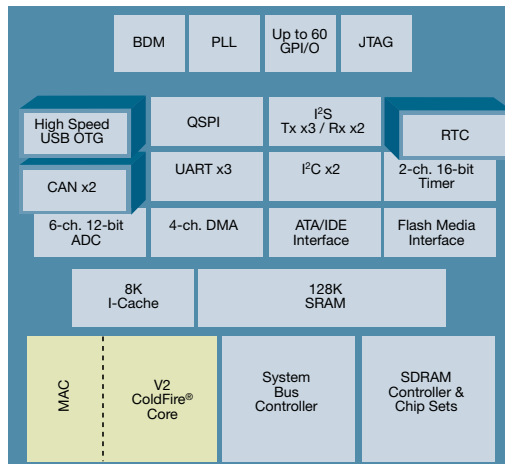 BDM
PLL
Up to 60
GPI/O
JTAG
High Speed
USB OTG
QSPI
I²S
Tx x3 / Rx x2
RTC
CAN x2
UART x3
I²C x2
2-ch. 16-bit
Timer
6-ch. 12-bit
ADC
4-ch. DMA
ATA/IDE
Interface
Flash Media
Interface
8K
I-Cache
128K
SRAM
MAC
V2
ColdFire®
Core
System
Bus
Controller
SDRAM
Controller &
Chip Sets